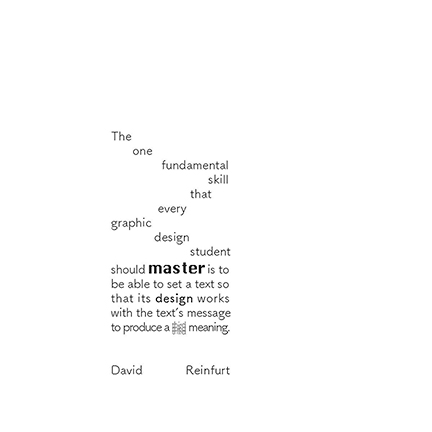 The
one
fundamental
skill
that
every
graphic
design
student
should master is to
be able to set a text so
that its design works
with the text's message
to produce a meaning.
David Reinfurt